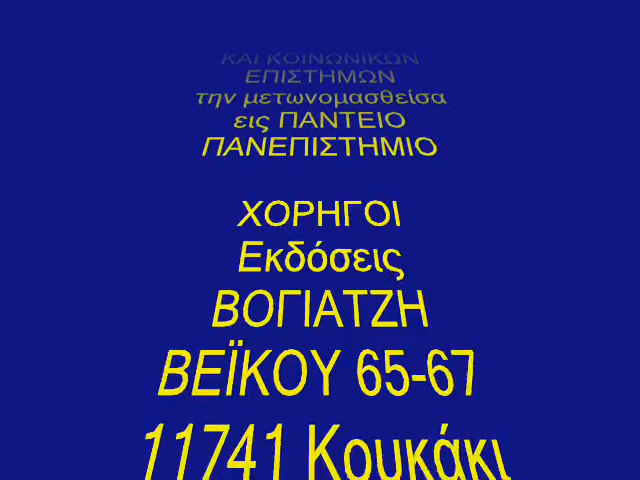 ΚΑΙ ΚΟΙΝΩΝΙΚΩΝ
ΕΠΙΣΤΗΜΩΝ
την μετωνομασθείσα
εις ΠΑΝΤΕΙΟ
ΠΑΝΕΠΙΣΤΗΜΙΟ
ΧΟΡΗΓΟΙ
Εκδόσεις
ΒΟΓΙΑΤΖΗ
ΒΕΪΚΟΥ 65-67
11741 Κουκάκι